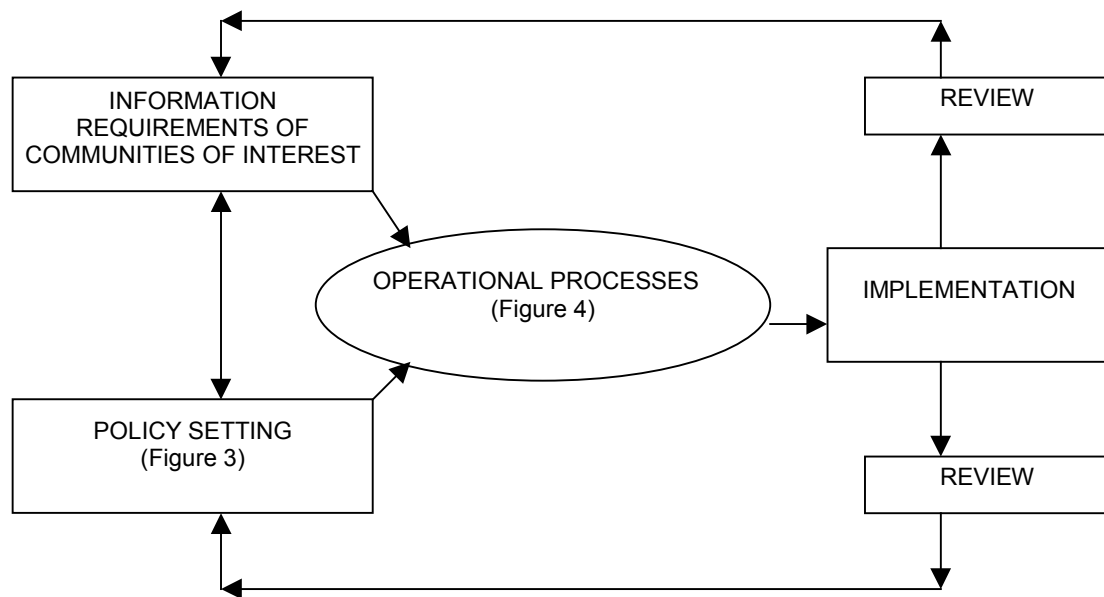 INFORMATION
REQUIREMENTS OF
COMMUNITIES OF INTEREST
REVIEW
OPERATIONAL PROCESSES
(Figure 4)
IMPLEMENTATION
POLICY SETTING
(Figure 3)
REVIEW